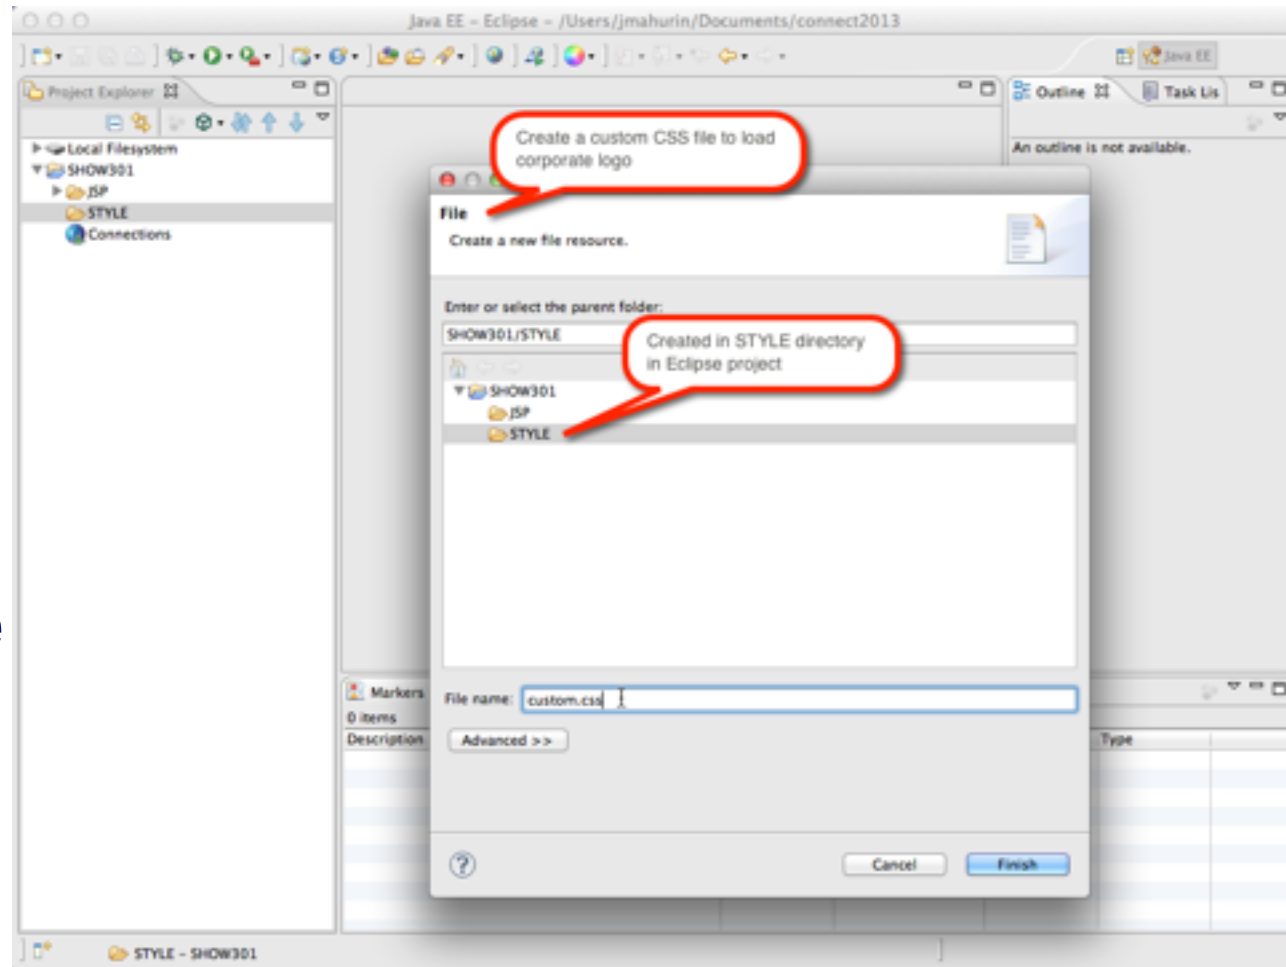 Java EE - Eclipse - /Users/jmahurin/Documents/connect2013
Java EE
Project Explorer
Outline
Task Lis
Local Filesystem
SHOW301
JSP
STYLE
Connections
An outline is not available.
Create a custom CSS file to load
corporate logo
File
Create a new file resource.
Enter or select the parent folder:
SHOW301/STYLE
Created in STYLE directory
in Eclipse project
SHOW301
JSP
STYLE
Markers
0 items
Description
Type
File name:
custom.css
Advanced >>
?
Cancel
Finish
STYLE - SHOW301